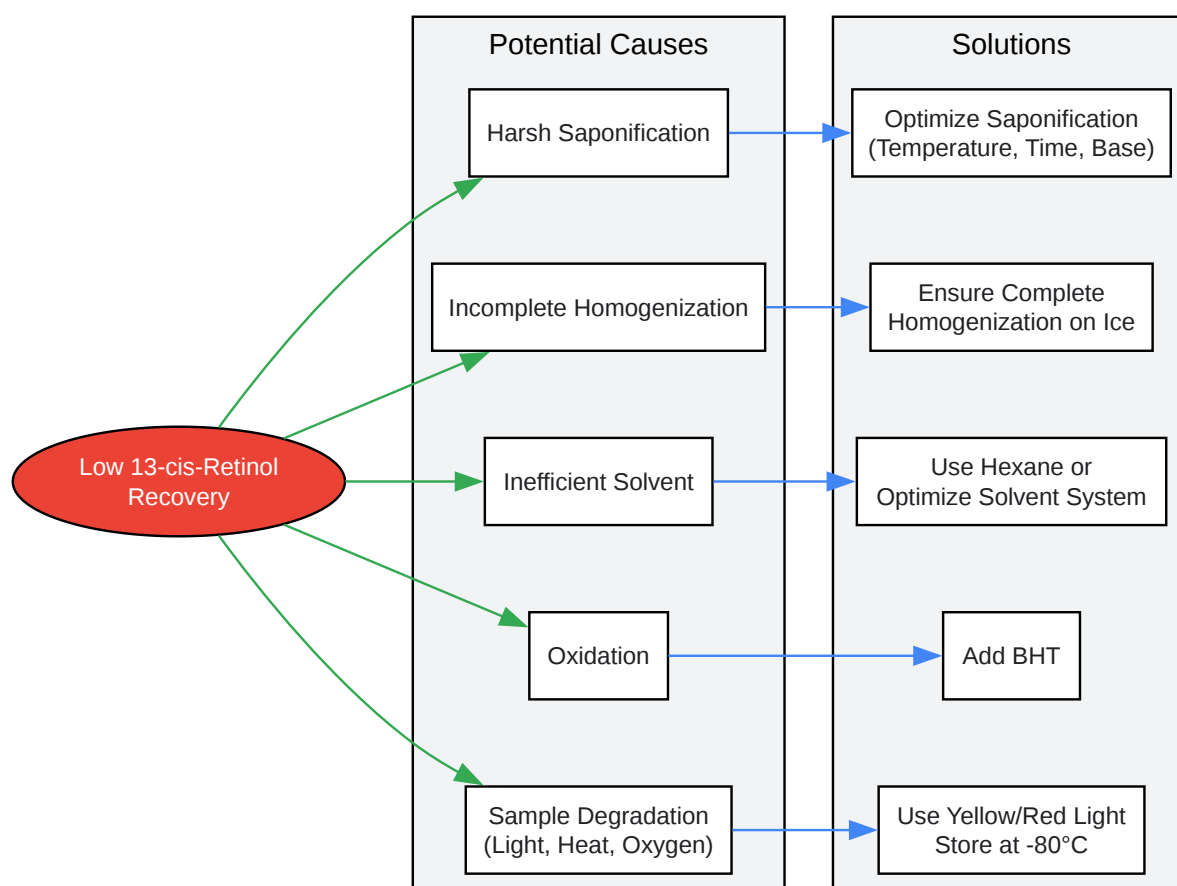 Potential Causes
Solutions
Harsh Saponification
Optimize Saponification
(Temperature, Time, Base)
Incomplete Homogenization
Ensure Complete
Homogenization on Ice
Low 13-cis-Retinol
Recovery
Inefficient Solvent
Use Hexane or
Optimize Solvent System
Oxidation
Add BHT
Sample Degradation
(Light, Heat, Oxygen)
Use Yellow/Red Light
Store at -80°C